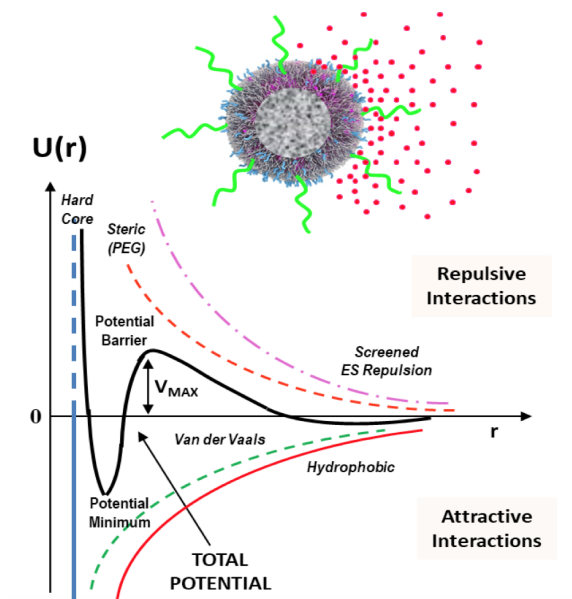 U(r)
Hard
Core
Steric
(PEG)
Repulsive
Interactions
Potential
Barrier
Screened
ES Repulsion
VMAX
0
r
Van der Vaals
Hydrophobic
Potential
Minimum
Attractive
Interactions
TOTAL
POTENTIAL